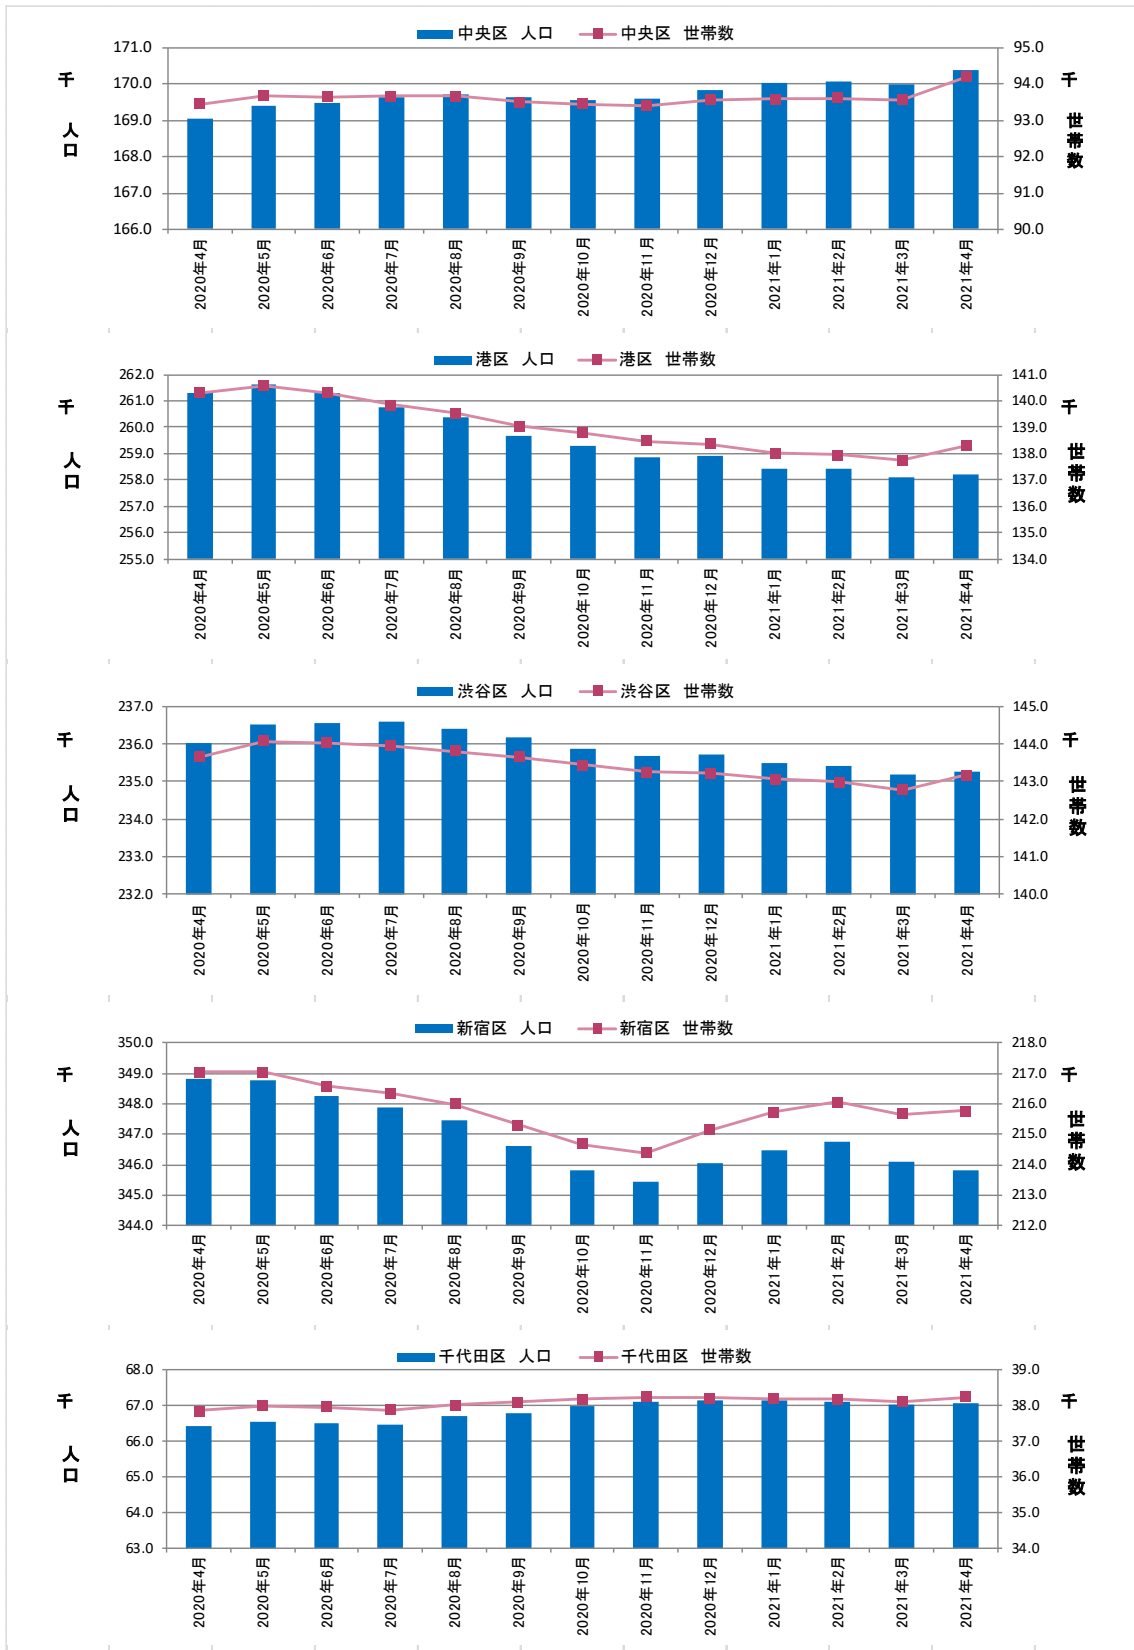 中央区　人口　中央区　世帯数
千
人口
171.0
170.0
169.0
168.0
167.0
166.0
95.0
94.0
93.0
92.0
91.0
90.0
千
世帯数
2020年4月
2020年5月
2020年6月
2020年7月
2020年8月
2020年9月
2020年10月
2020年11月
2020年12月
2021年1月
2021年2月
2021年3月
2021年4月
港区　人口　港区　世帯数
千
人口
262.0
261.0
260.0
259.0
258.0
257.0
256.0
255.0
141.0
140.0
139.0
138.0
137.0
136.0
135.0
134.0
千
世帯数
2020年4月
2020年5月
2020年6月
2020年7月
2020年8月
2020年9月
2020年10月
2020年11月
2020年12月
2021年1月
2021年2月
2021年3月
2021年4月
渋谷区　人口　渋谷区　世帯数
千
人口
237.0
236.0
235.0
234.0
233.0
232.0
145.0
144.0
143.0
142.0
141.0
140.0
千
世帯数
2020年4月
2020年5月
2020年6月
2020年7月
2020年8月
2020年9月
2020年10月
2020年11月
2020年12月
2021年1月
2021年2月
2021年3月
2021年4月
新宿区　人口　新宿区　世帯数
千
人口
350.0
349.0
348.0
347.0
346.0
345.0
344.0
218.0
217.0
216.0
215.0
214.0
213.0
212.0
千
世帯数
2020年4月
2020年5月
2020年6月
2020年7月
2020年8月
2020年9月
2020年10月
2020年11月
2020年12月
2021年1月
2021年2月
2021年3月
2021年4月
千代田区　人口　千代田区　世帯数
千
人口
68.0
67.0
66.0
65.0
64.0
63.0
39.0
38.0
37.0
36.0
35.0
34.0
千
世帯数
2020年4月
2020年5月
2020年6月
2020年7月
2020年8月
2020年9月
2020年10月
2020年11月
2020年12月
2021年1月
2021年2月
2021年3月
2021年4月